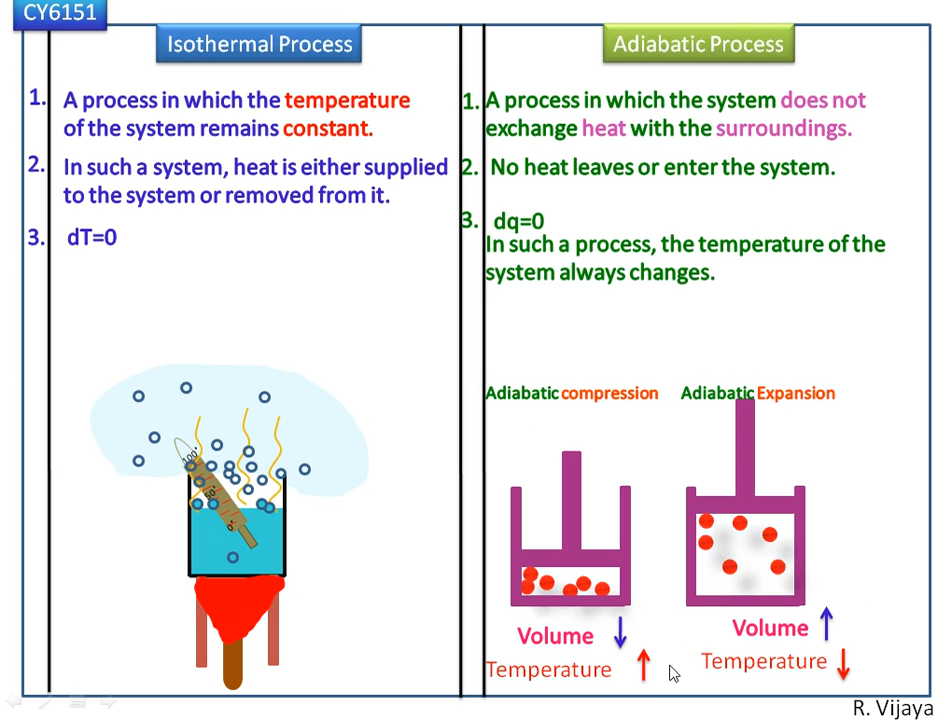 CY6151
Isothermal Process
1. A process in which the temperature
of the system remains constant.
2. In such a system, heat is either supplied
to the system or removed from it.
3. dT=0
100°
50°
0°
Adiabatic Process
1. A process in which the system does not
exchange heat with the surroundings.
2. No heat leaves or enter the system.
3. dq=0
In such a process, the temperature of the
system always changes.
Adiabatic compression
Volume
Temperature
Adiabatic Expansion
Volume
Temperature
R. Vijaya